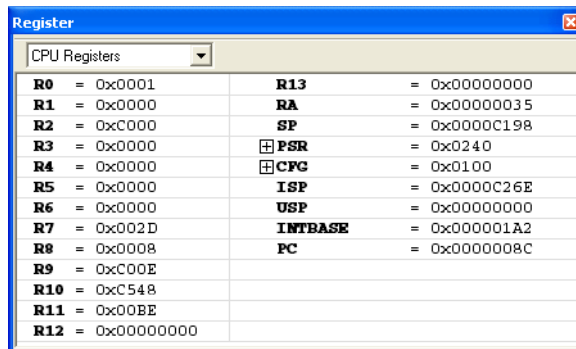 Register
CPU Registers
R0 = 0x0001 R13 = 0x00000000
R1 = 0x0000 RA = 0x00000035
R2 = 0xC000 SP = 0x0000C198
R3 = 0x0000 PSR = 0x0240
R4 = 0x0000 CFG = 0x0100
R5 = 0x0000 ISP = 0x0000C26E
R6 = 0x0000 USP = 0x00000000
R7 = 0x002D INTBASE = 0x000001A2
R8 = 0x0008 PC = 0x0000008C
R9 = 0xC00E
R10 = 0xC548
R11 = 0x00BE
R12 = 0x00000000